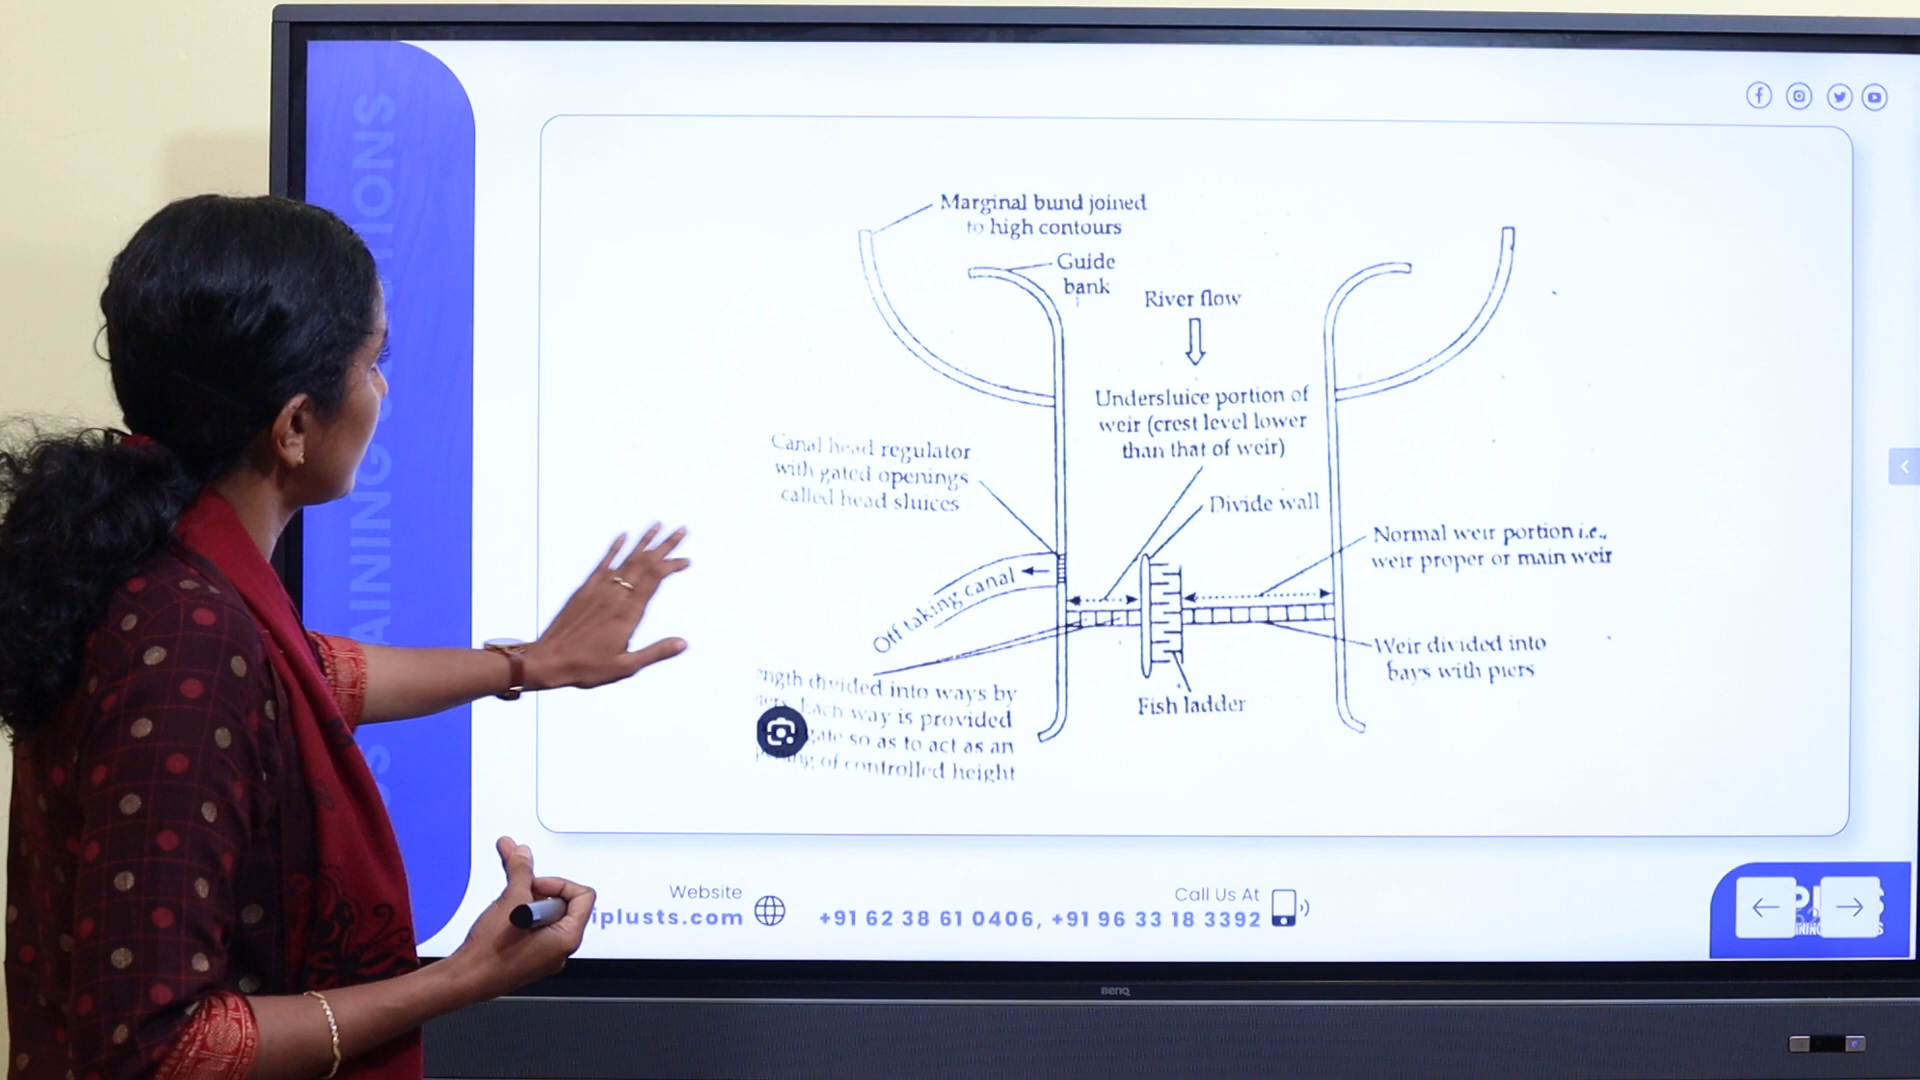 Marginal bund joined
to high contours
Guide
bank
River flow
Undersluice portion of
weir (crest level lower
than that of weir)
Canal head regulator
with gated openings
called head sluices
Divide wall
Normal weir portion i.e.,
weir proper or main weir
Off taking canal
Weir divided into
bays with piers
Fish ladder
ngth divided into ways by
Each way is provided
gate so as to act as an
of controlled height
AINING
Website
iplusts.com
Call Us At
+91 62 38 61 0406, +91 96 33 18 3392
BenQ